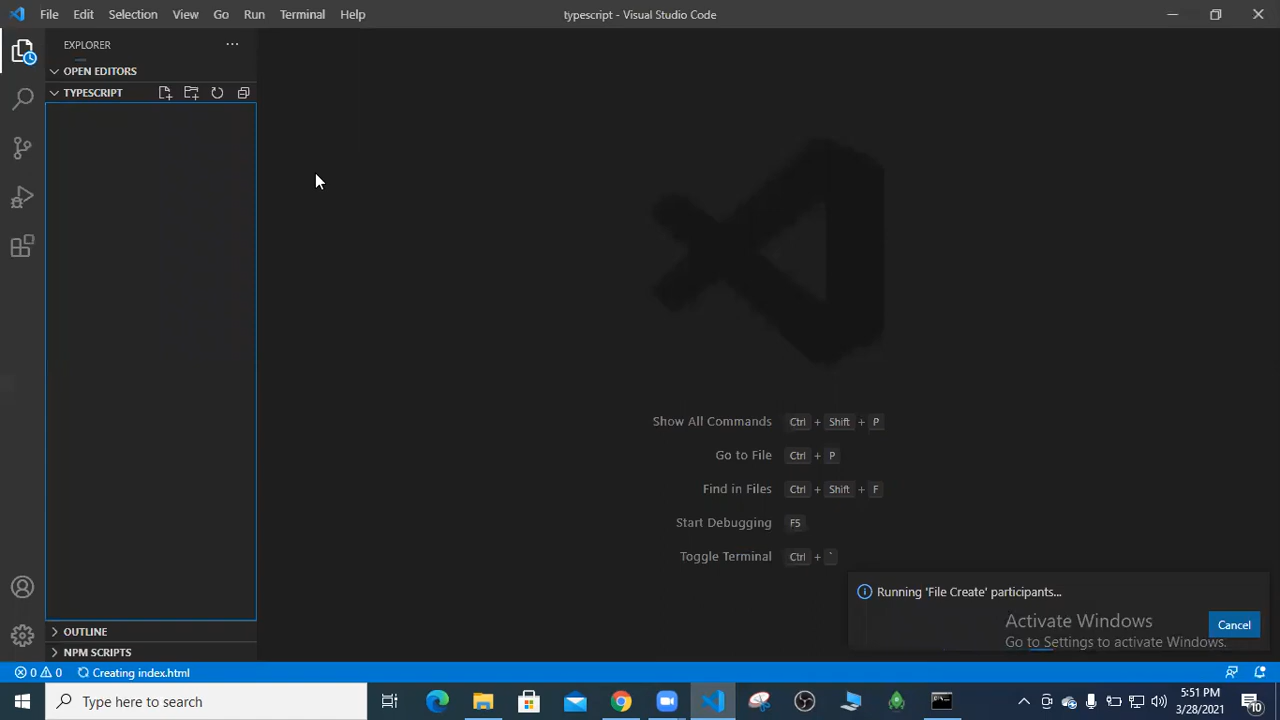 File Edit Selection View Go Run Terminal Help typescript - Visual Studio Code
EXPLORER
OPEN EDITORS
TYPESCRIPT
Show All Commands Ctrl + Shift + P
Go to File Ctrl + P
Find in Files Ctrl + Shift + F
Start Debugging F5
Toggle Terminal Ctrl + `
Running 'File Create' participants...
Activate Windows
Cancel
Go to Settings to activate Windows.
OUTLINE
NPM SCRIPTS
0 0 Creating index.html
Type here to search
5:51 PM
3/28/2021
10